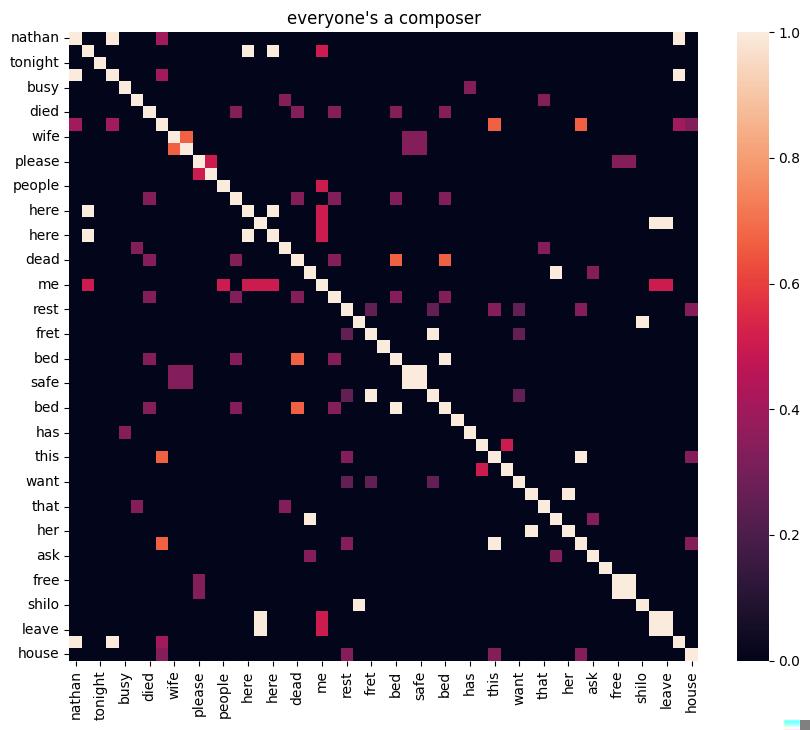 everyone's a composer
nathan
tonight
busy
died
wife
please
people
here
here
dead
me
rest
fret
bed
safe
bed
has
this
want
that
her
ask
free
shilo
leave
house
nathan
tonight
busy
died
wife
please
people
here
here
dead
me
rest
fret
bed
safe
bed
has
this
want
that
her
ask
free
shilo
leave
house
1.0
0.8
0.6
0.4
0.2
0.0